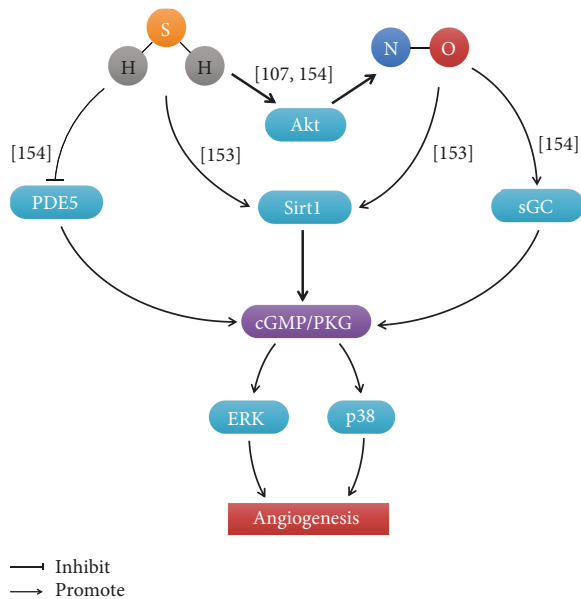 S
H
H
N
O
[107, 154]
Akt
[154]
[153]
[153]
[154]
PDE5
Sirt1
sGC
cGMP/PKG
ERK
p38
Angiogenesis
Inhibit
Promote